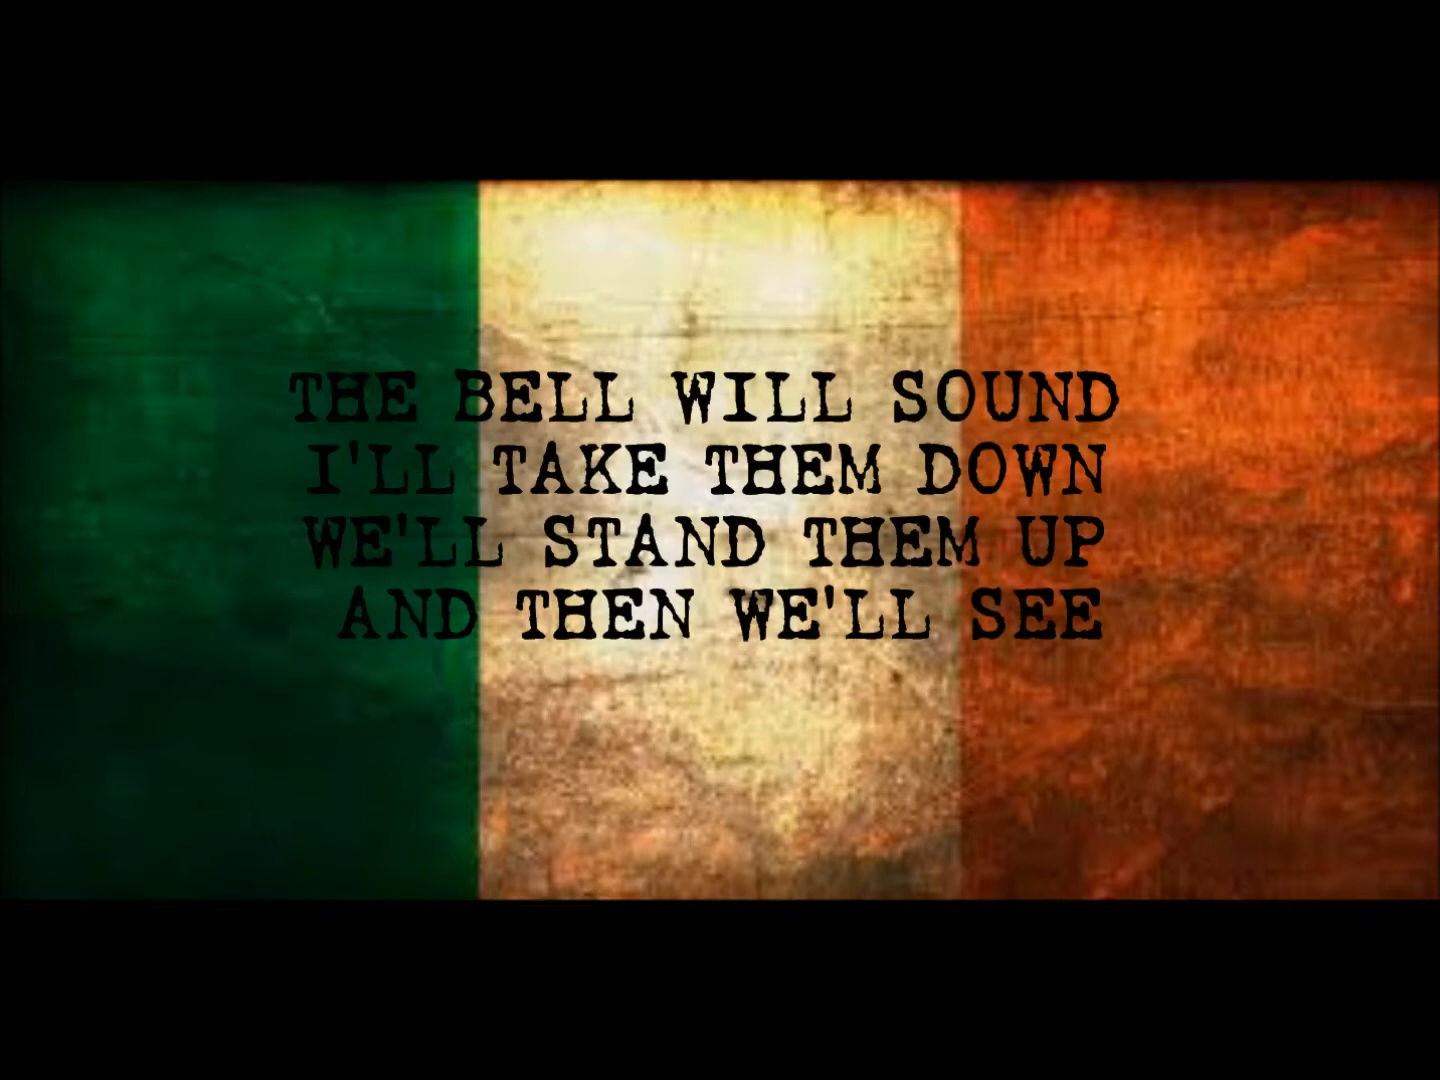 THE BELL WILL SOUND
I'LL TAKE THEM DOWN
WE'LL STAND THEM UP
AND THEN WE'LL SEE